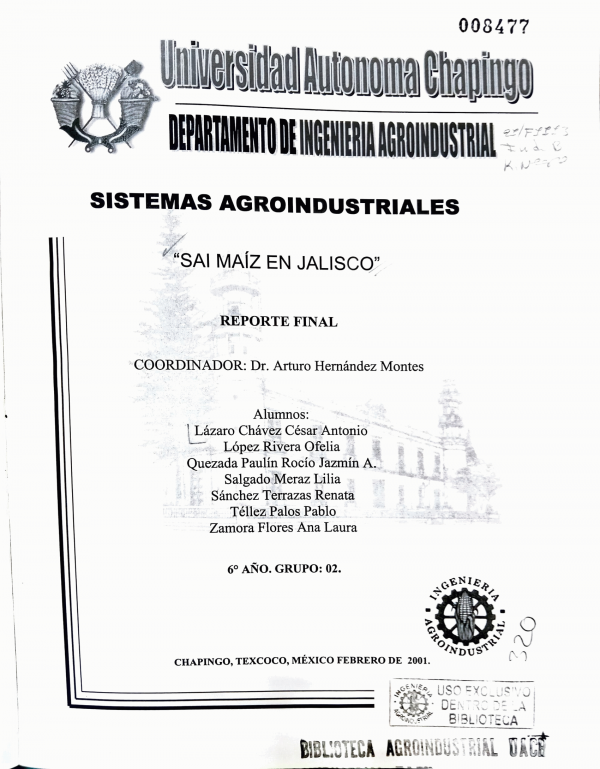 008477
Universidad Autonoma Chapingo
DEPARTAMENTO DE INGENIERIA AGROINDUSTRIAL
SISTEMAS AGROINDUSTRIALES
“SAI MAÍZ EN JALISCO”
REPORTE FINAL
COORDINADOR: Dr. Arturo Hernández Montes
Alumnos:
Lázaro Chávez César Antonio
López Rivera Ofelia
Quezada Paulín Rocío Jazmín A.
Salgado Meraz Lilia
Sánchez Terrazas Renata
Téllez Palos Pablo
Zamora Flores Ana Laura
6° AÑO. GRUPO: 02.
INGENIERIA
AGROINDUSTRIAL
320
CHAPINGO, TEXCOCO, MÉXICO FEBRERO DE 2001.
INGENIERIA
AGROINDUSTRIAL
USO EXCLUSIVO
DENTRO DE LA
BIBLIOTECA
BIBLIOTECA AGROINDUSTRIAL UACH